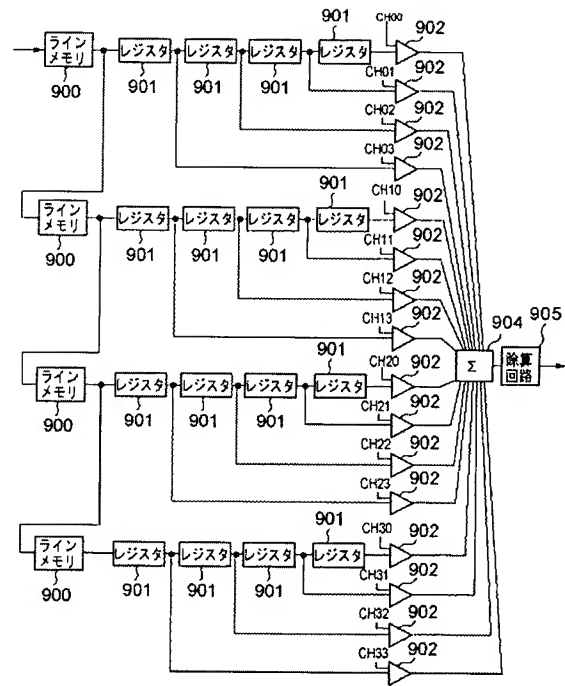 901
CH00
902
ライン
メモリ
レジスタ レジスタ レジスタ レジスタ
900
901 901 901
CH01
902
CH02
902
CH03
902
901
CH10
902
ライン
メモリ
レジスタ レジスタ レジスタ レジスタ
900
901 901 901
CH11
902
CH12
902
CH13
902
904
905
Σ
除算
回路
901
CH20
902
ライン
メモリ
レジスタ レジスタ レジスタ レジスタ
900
901 901 901
CH21
902
CH22
902
CH23
902
901
CH30
902
ライン
メモリ
レジスタ レジスタ レジスタ レジスタ
900
901 901 901
CH31
902
CH32
902
CH33
902